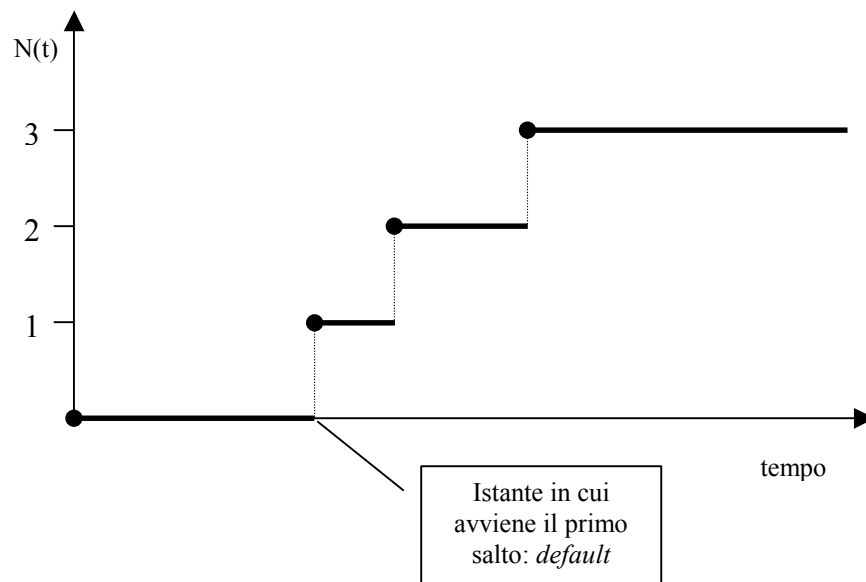 N(t)
3
2
1
tempo
Istante in cui
avviene il primo
salto: default